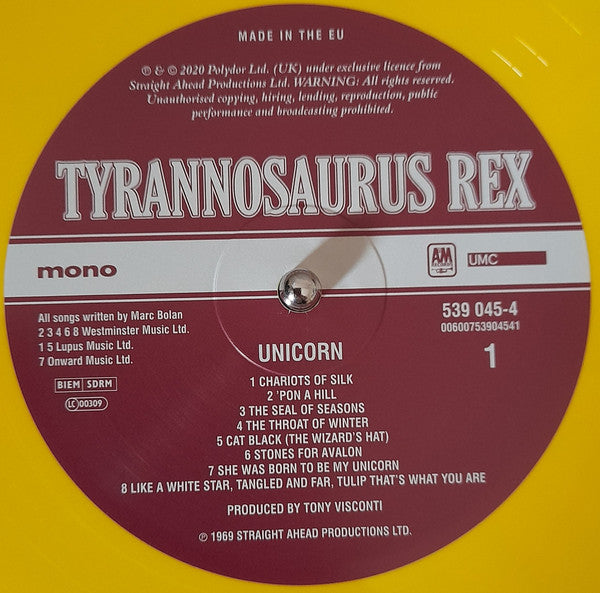 MADE IN THE EU
℗ & © 2020 Polydor Ltd. (UK) under exclusive licence from
Straight Ahead Productions Ltd. WARNING: All rights reserved.
Unauthorised copying, hiring, lending, reproduction, public
performance and broadcasting prohibited.
TYRANNOSAURUS REX
mono
A&M
RECORDS
UMC
All songs written by Marc Bolan
2 3 4 6 8 Westminster Music Ltd.
1 5 Lupus Music Ltd.
7 Onward Music Ltd.
BIEM SDRM
LC 00309
539 045-4
00600753904541
1
UNICORN
1 CHARIOTS OF SILK
2 'PON A HILL
3 THE SEAL OF SEASONS
4 THE THROAT OF WINTER
5 CAT BLACK (THE WIZARD'S HAT)
6 STONES FOR AVALON
7 SHE WAS BORN TO BE MY UNICORN
8 LIKE A WHITE STAR, TANGLED AND FAR, TULIP THAT'S WHAT YOU ARE
PRODUCED BY TONY VISCONTI
℗ 1969 STRAIGHT AHEAD PRODUCTIONS LTD.